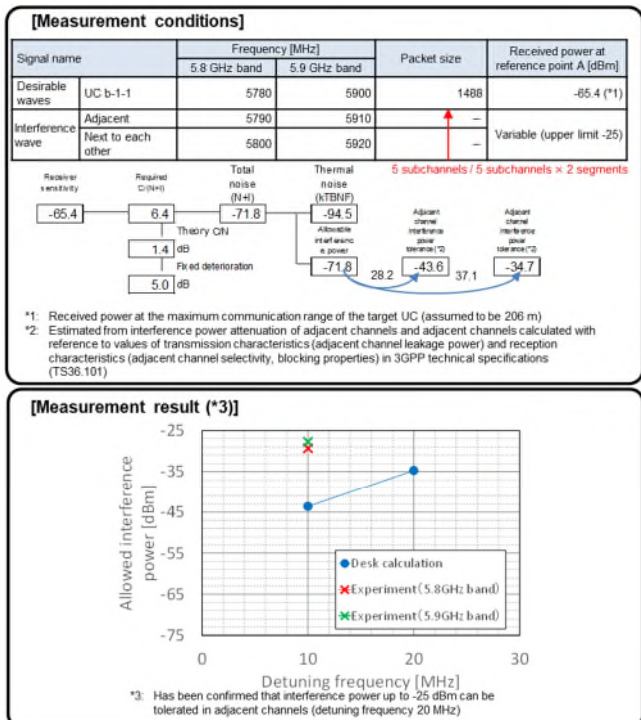 [Measurement conditions]
Signal name
Frequency [MHz]
Packet size
Received power at
reference point A [dBm]
5.8 GHz band
5.9 GHz band
Desirable
waves
UC b-1-1
5780
5900
1488
-65.4 (*1)
Interference
wave
Adjacent
5790
5910
–
Variable (upper limit -25)
Next to each
other
5800
5920
–
5 subchannels / 5 subchannels × 2 segments
Receiver
sensitivity
Required
C/(N+I)
Total
noise
(N+I)
Thermal
noise
(kTBNF)
-65.4
6.4
-71.8
-94.5
Theory C/N
1.4 dB
Fixed deterioration
5.0 dB
Allowable
interferenc
e power
Adjacent
channel
interference
power
tolerance(*2)
Adjacent
channel
interference
power
tolerance(*2)
-71.8
28.2
-43.6
37.1
-34.7
*1: Received power at the maximum communication range of the target UC (assumed to be 206 m)
*2: Estimated from interference power attenuation of adjacent channels and adjacent channels calculated with
reference to values of transmission characteristics (adjacent channel leakage power) and reception
characteristics (adjacent channel selectivity, blocking properties) in 3GPP technical specifications
(TS36.101)
[Measurement result (*3)]
Allowed interference
power [dBm]
-25
-35
-45
-55
-65
-75
Desk calculation
Experiment(5.8GHz band)
Experiment(5.9GHz band)
0
10
20
30
Detuning frequency [MHz]
*3: Has been confirmed that interference power up to -25 dBm can be
tolerated in adjacent channels (detuning frequency 20 MHz)